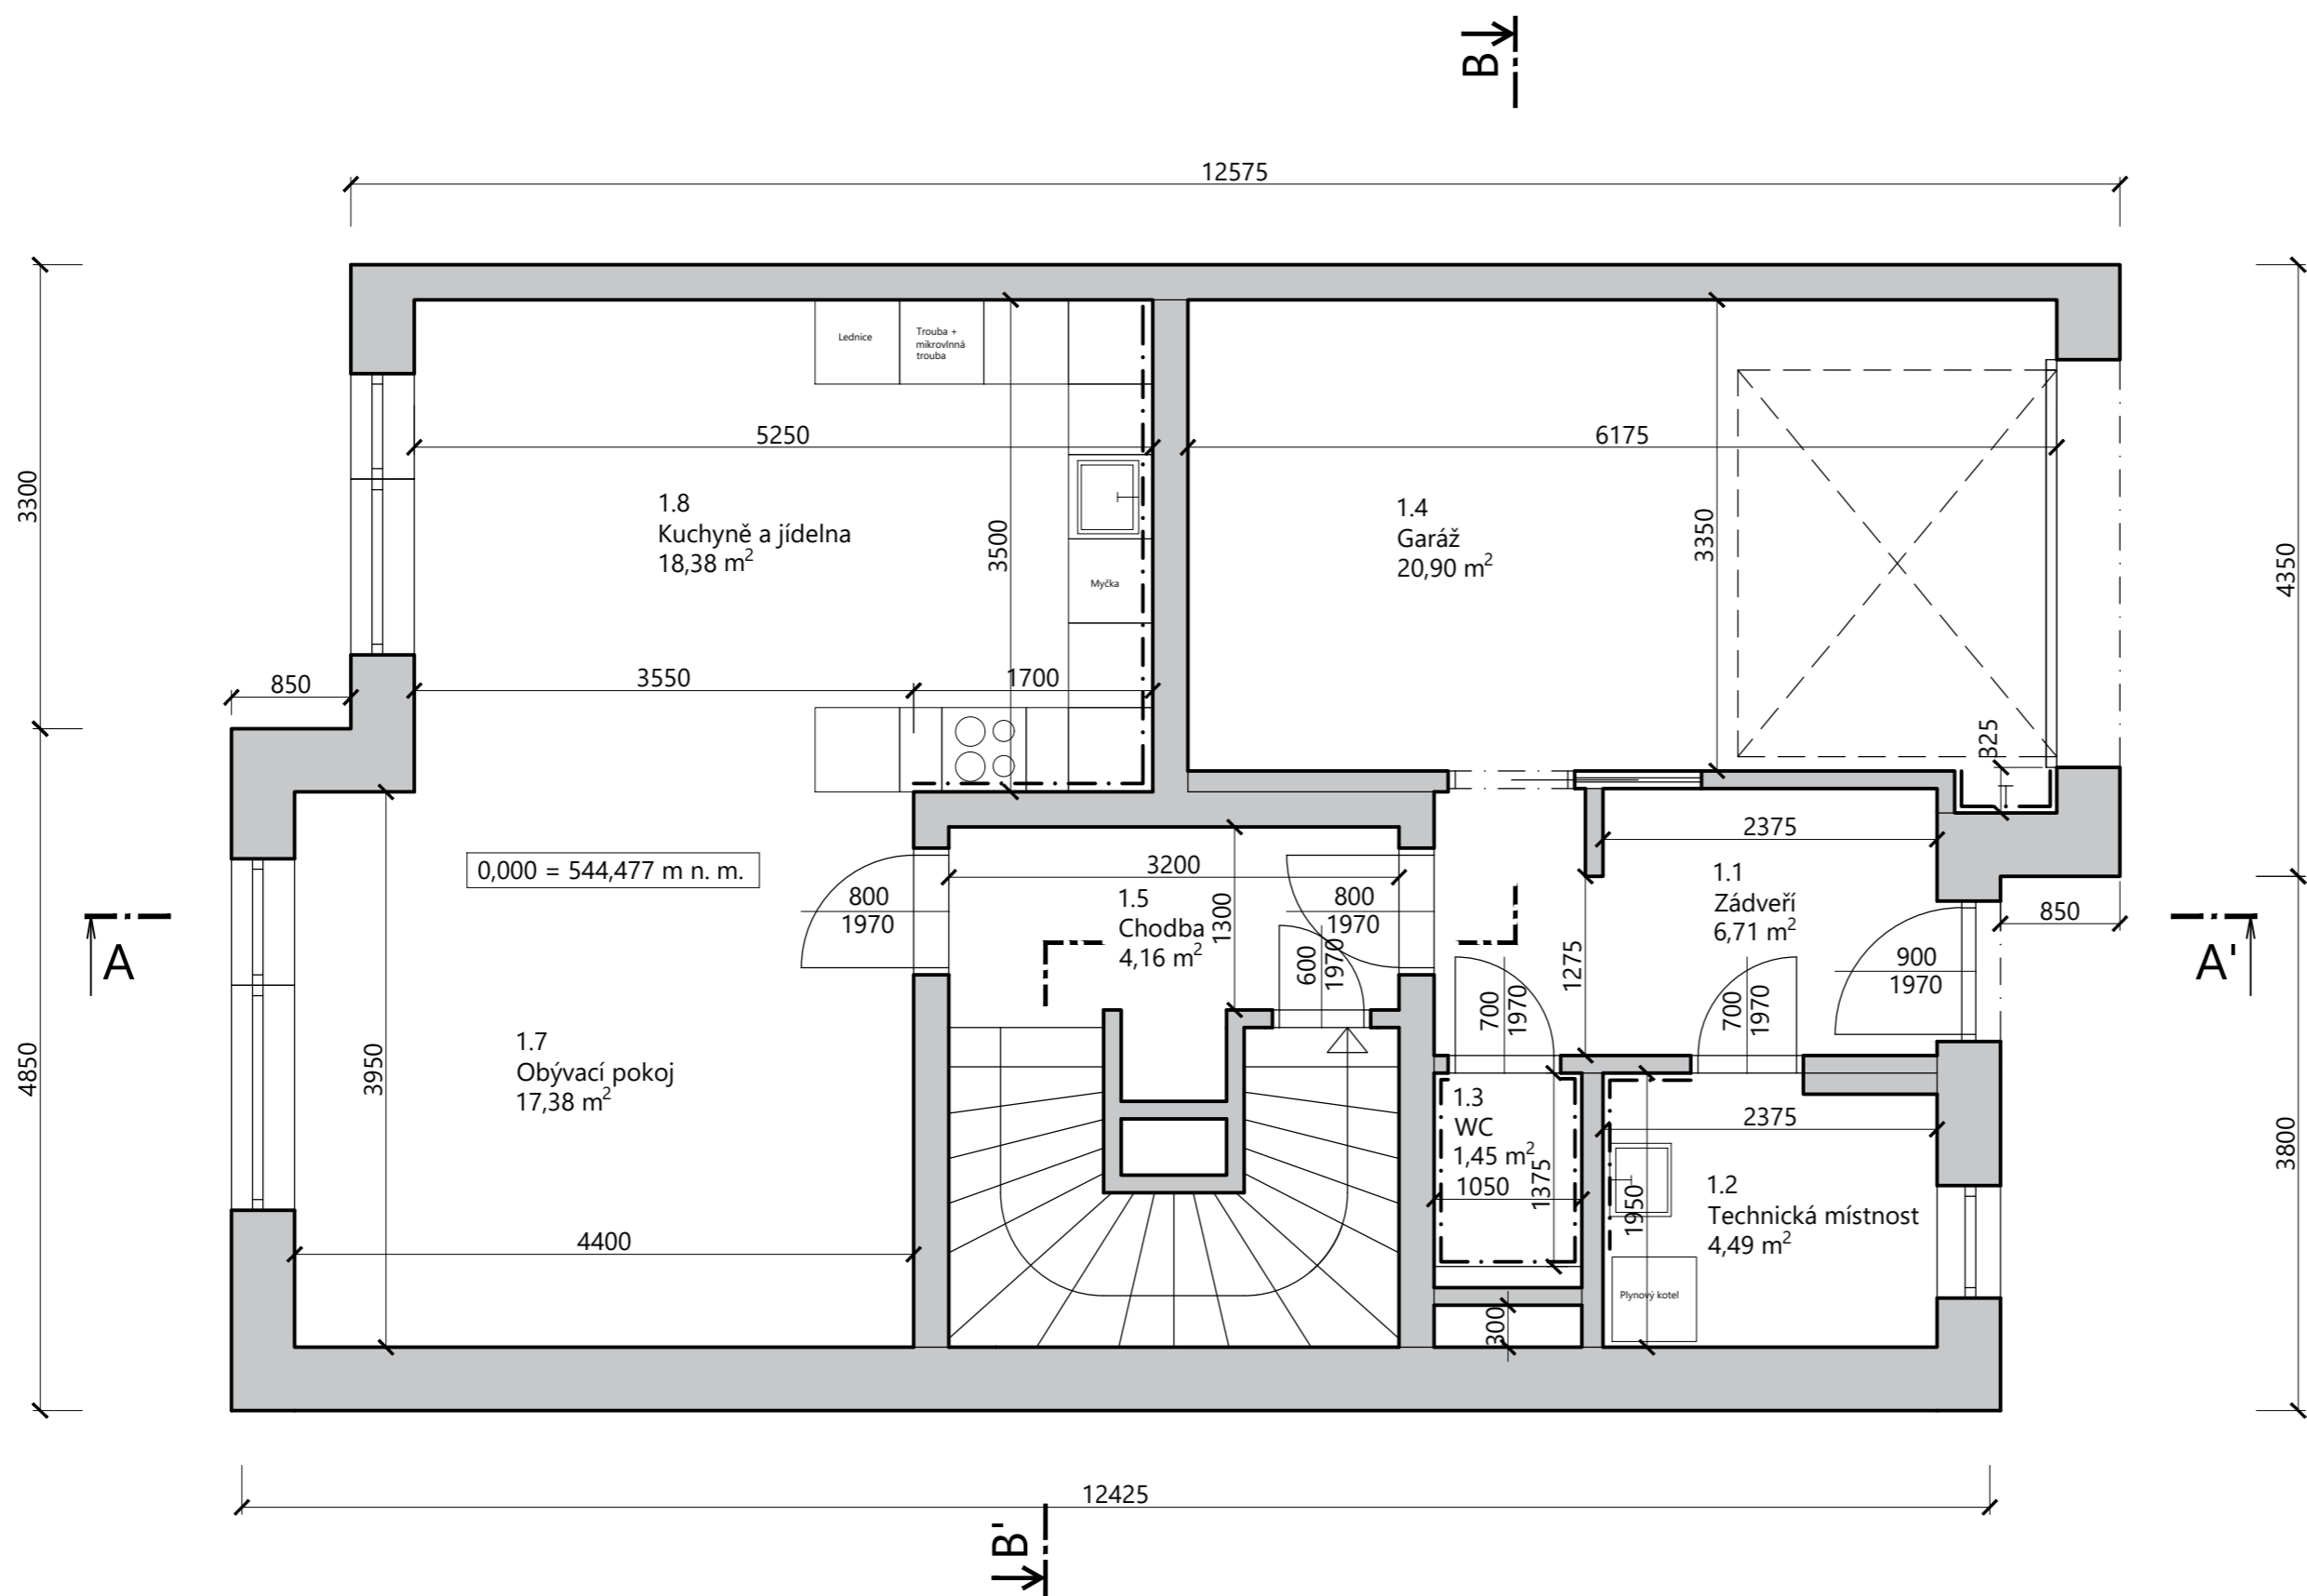 B
12575
Lednice
Trouba +
mikrovlnná
trouba
5250
6175
3300
1.8
Kuchyně a jídelna
18,38 m²
3500
Myčka
1.4
Garáž
20,90 m²
3350
4350
850
3550
1700
325
0,000 = 544,477 m n. m.
800
1970
3200
1.5
Chodba
4,16 m²
1300
800
1970
600
1970
2375
1.1
Zádveří
6,71 m²
1275
900
1970
850
A
A'
700
1970
700
1970
4850
3950
1.7
Obývací pokoj
17,38 m²
4400
1.3
WC
1,45 m²
1050
1375
2375
1950
1.2
Technická místnost
4,49 m²
Plynový kotel
300
3800
12425
B'